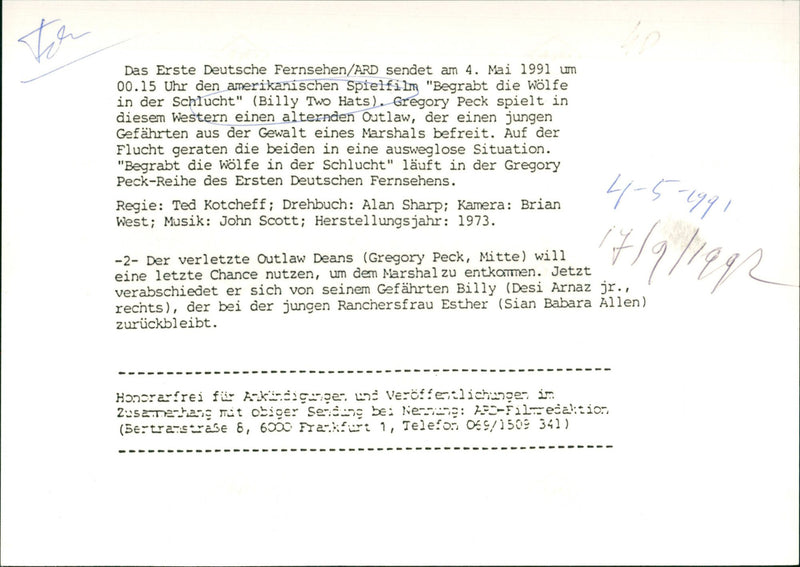 Das Erste Deutsche Fernsehen/ARD sendet am 4. Mai 1991 um
00.15 Uhr den amerikanischen Spielfilm "Begrabt die Wölfe
in der Schlucht" (Billy Two Hats). Gregory Peck spielt in
diesem Western einen alternden Outlaw, der einen jungen
Gefährten aus der Gewalt eines Marshals befreit. Auf der
Flucht geraten die beiden in eine ausweglose Situation.
"Begrabt die Wölfe in der Schlucht" läuft in der Gregory
Peck-Reihe des Ersten Deutschen Fernsehens.
Regie: Ted Kotcheff; Drehbuch: Alan Sharp; Kamera: Brian
West; Musik: John Scott; Herstellungsjahr: 1973.
4-5-1991
17/9/1992
-2- Der verletzte Outlaw Deans (Gregory Peck, Mitte) will
eine letzte Chance nutzen, um dem Marshal zu entkommen. Jetzt
verabschiedet er sich von seinem Gefährten Billy (Desi Arnaz jr.,
rechts), der bei der jungen Ranchersfrau Esther (Sian Babara Allen)
zurückbleibt.
Honorarfrei für Ankündigungen und Veröffentlichungen im
Zusammenhang mit obiger Sendung bei Nennung: ARD-Filmredaktion
(Bertramstraße 8, 6000 Frankfurt 1, Telefon 069/1509 341)